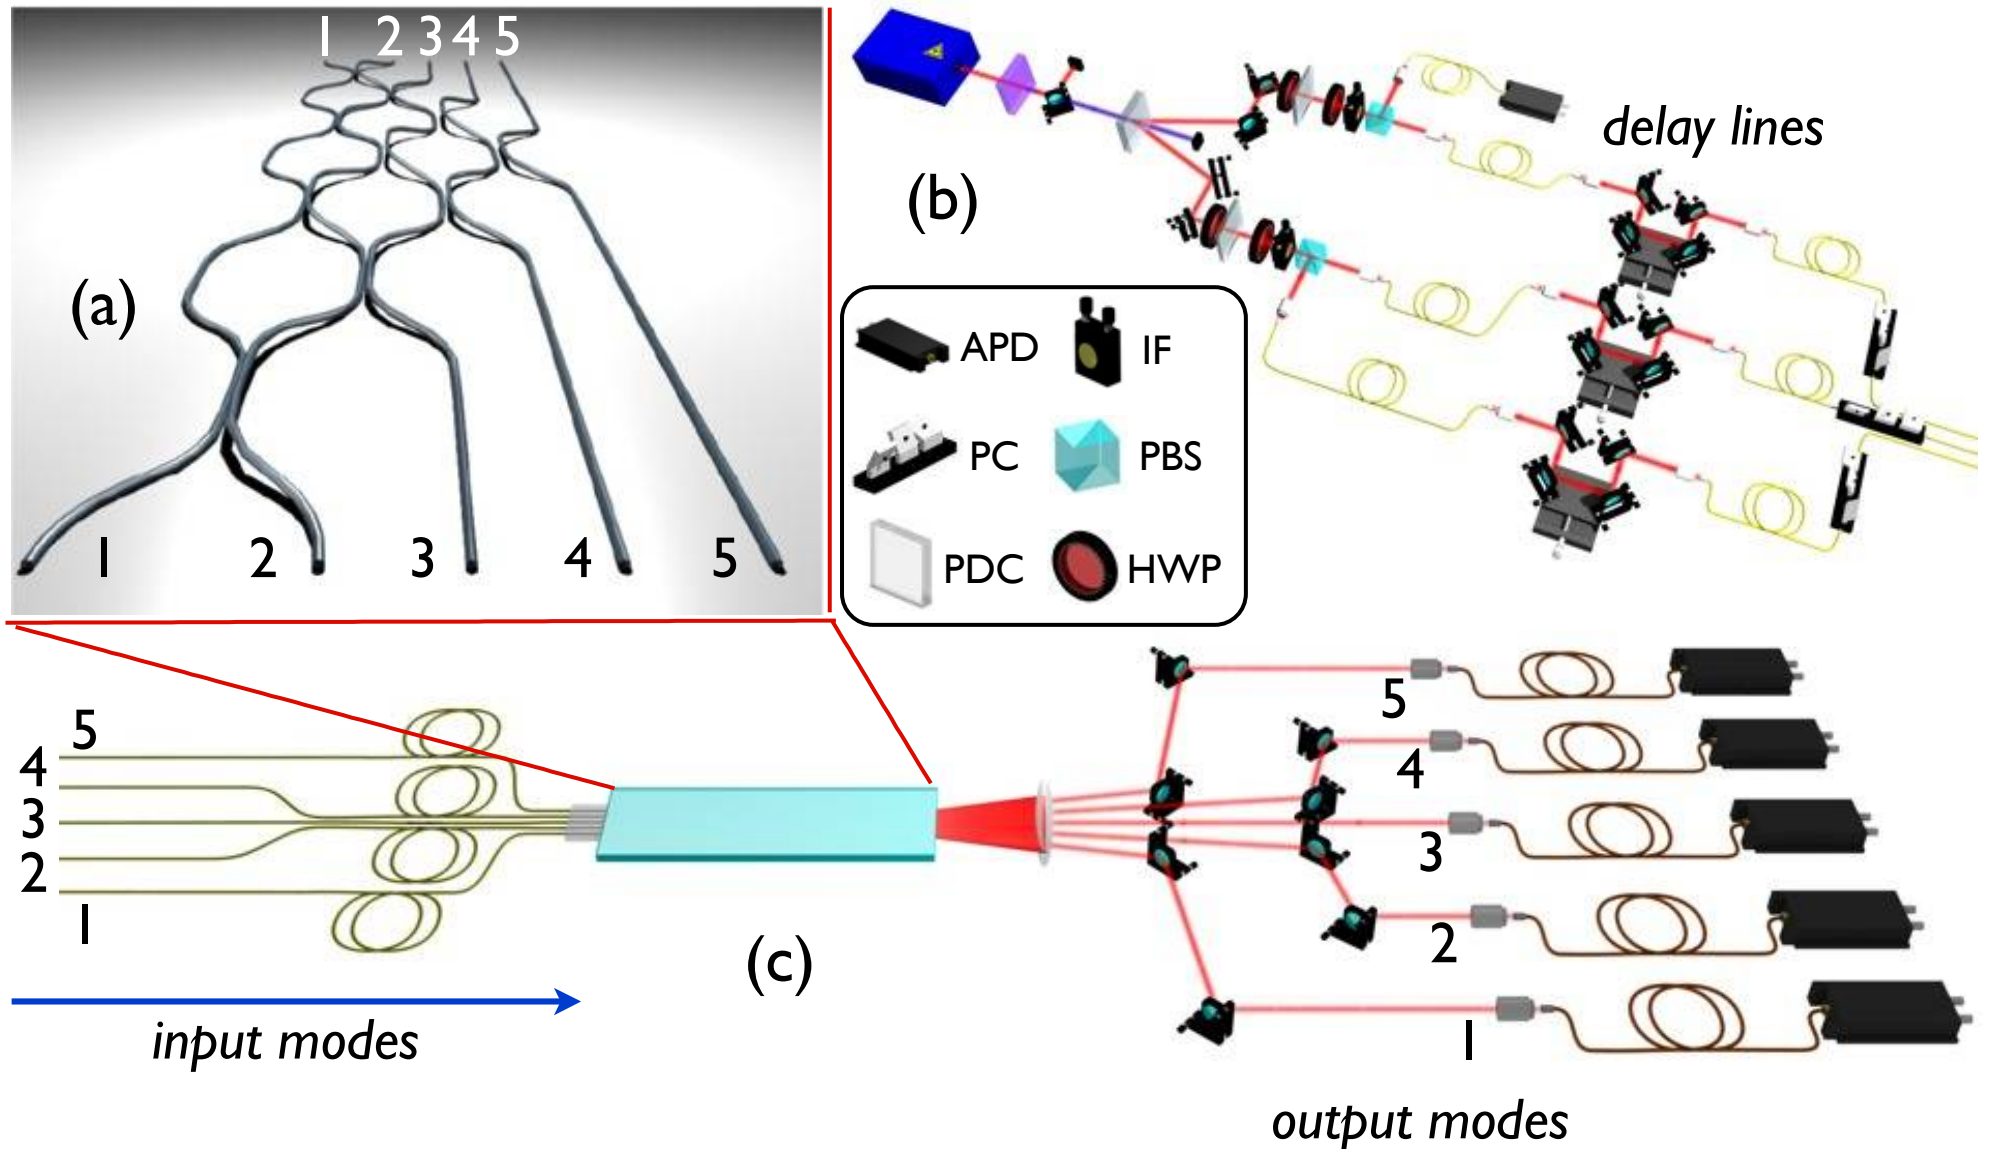 1 2 3 4 5
(a)
1 2 3 4 5
(b)
delay lines
APD IF
PC PBS
PDC HWP
5
4
3
2
1
(c)
input modes
5
4
3
2
1
output modes